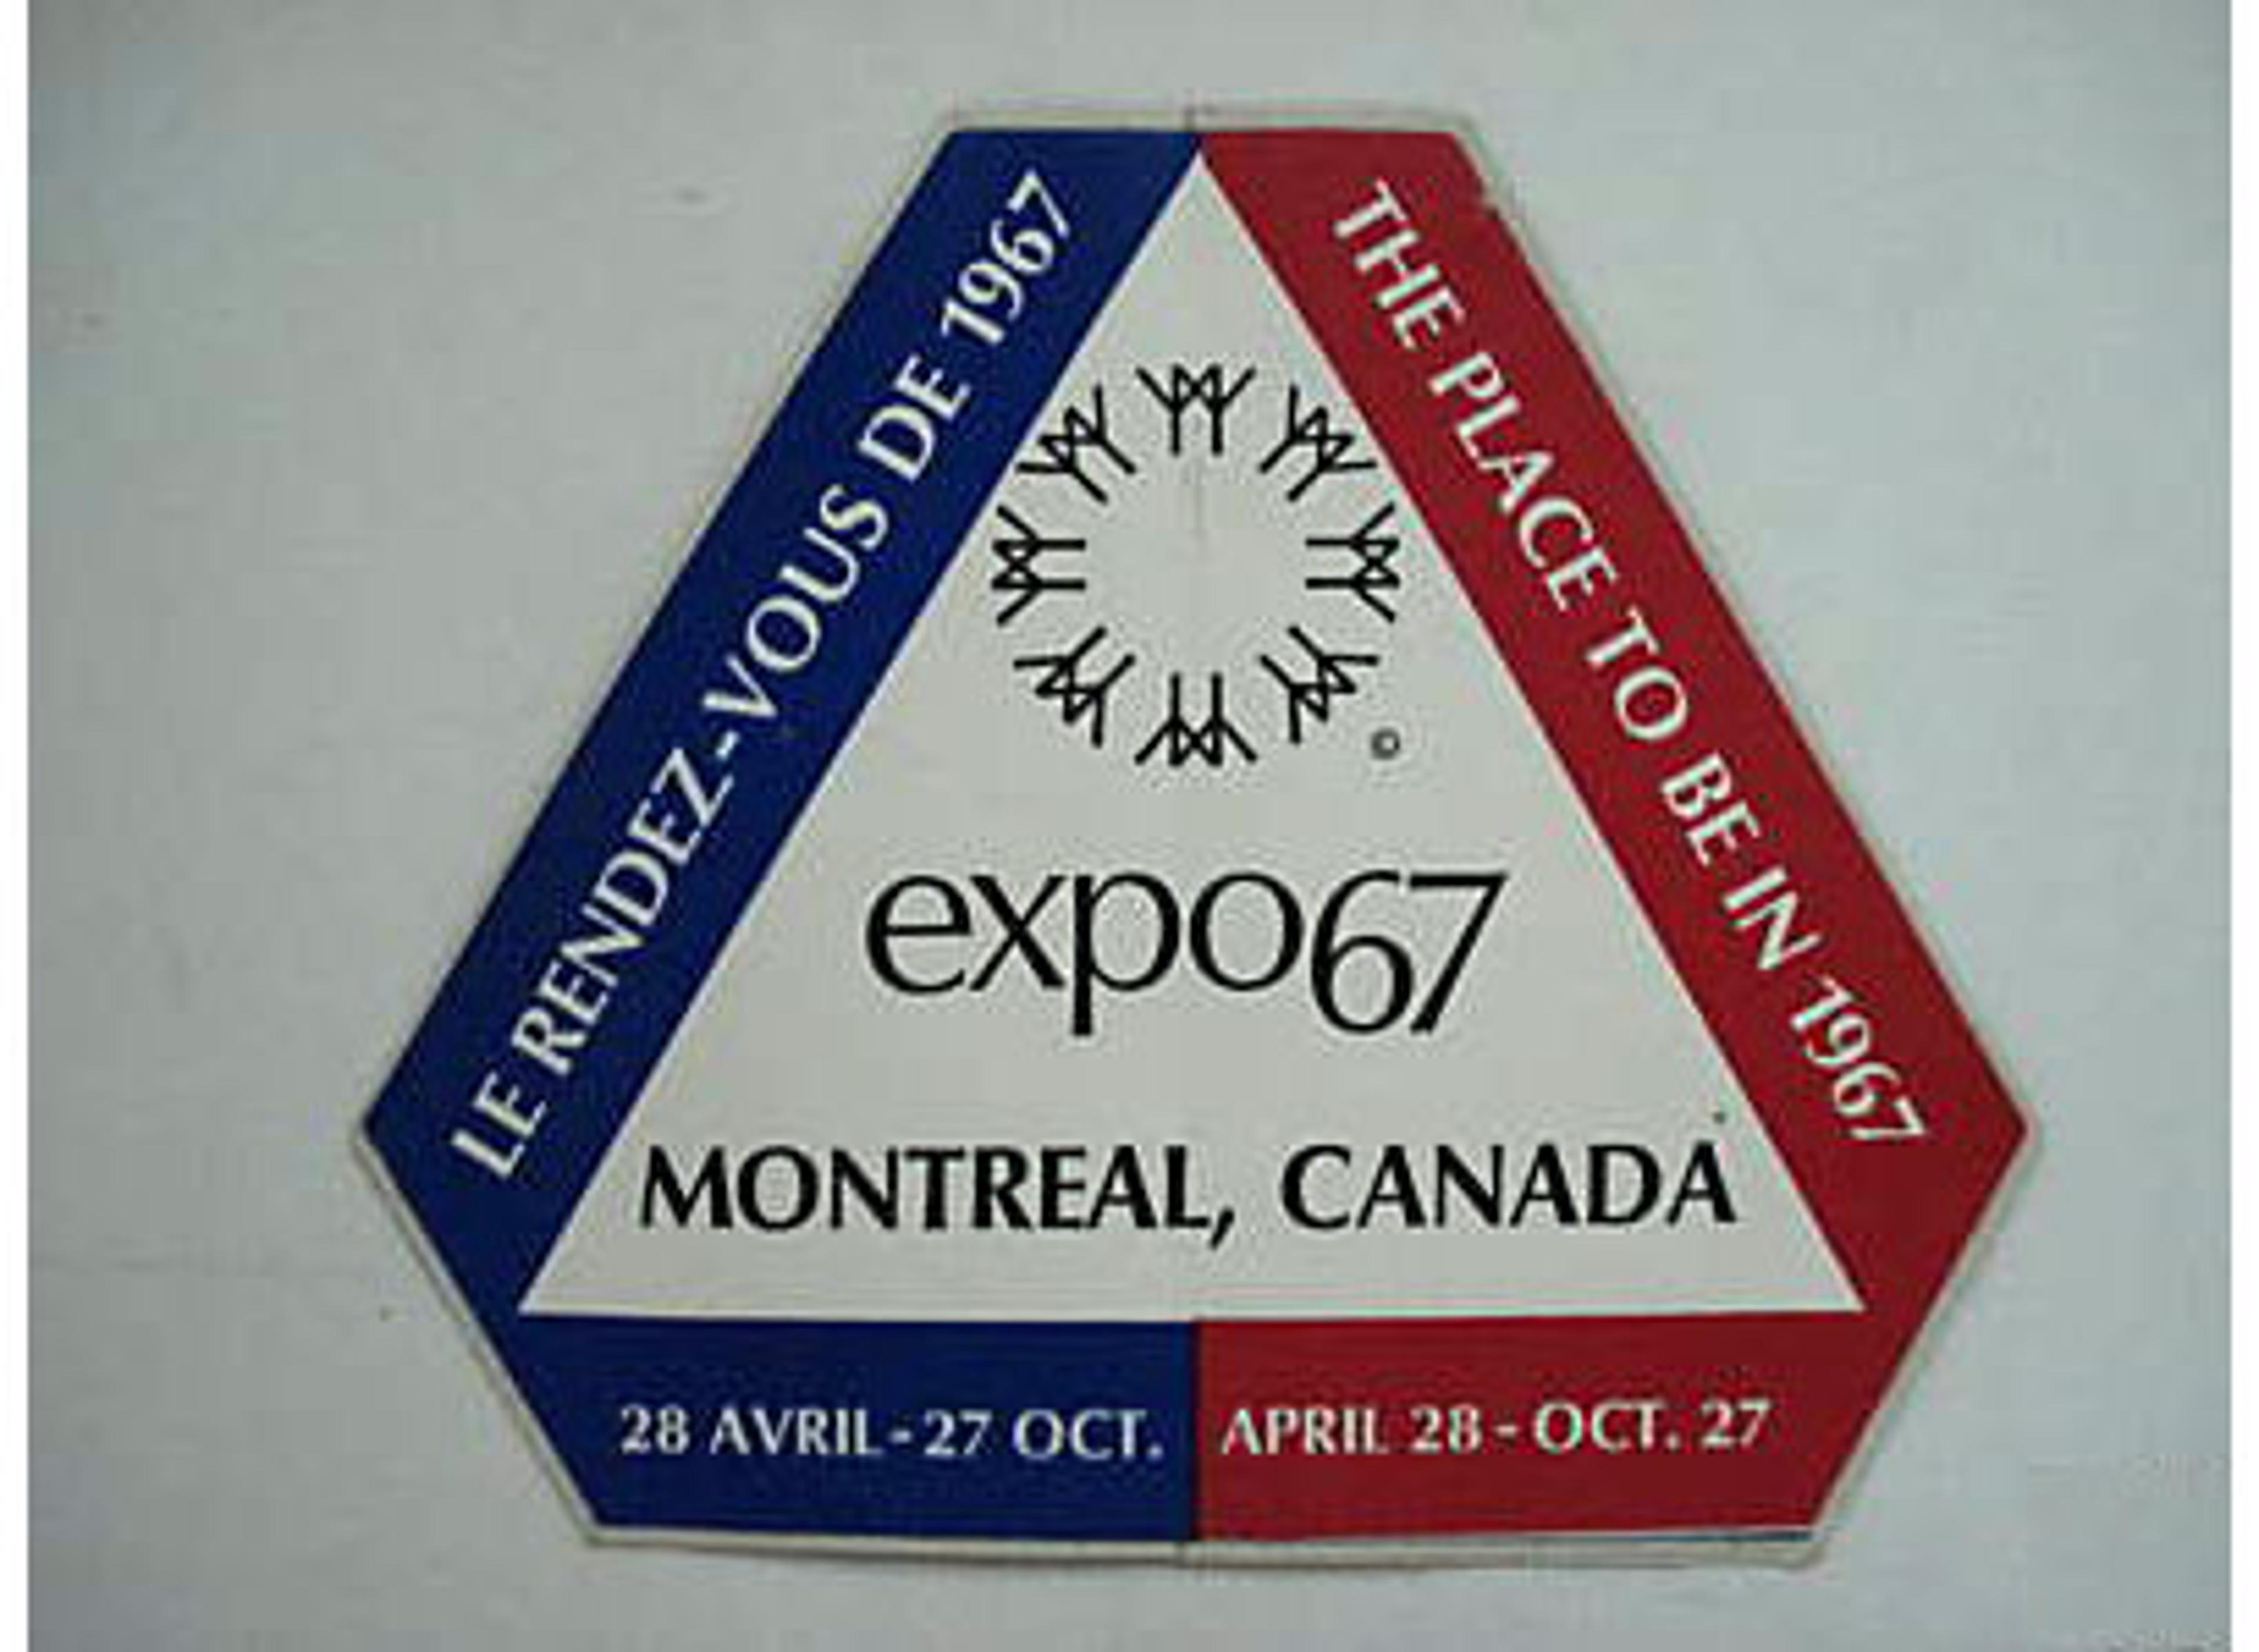 LE RENDEZ-VOUS DE 1967
THE PLACE TO BE IN 1967
©
expo67
MONTREAL, CANADA
28 AVRIL-27 OCT.
APRIL 28-OCT. 27